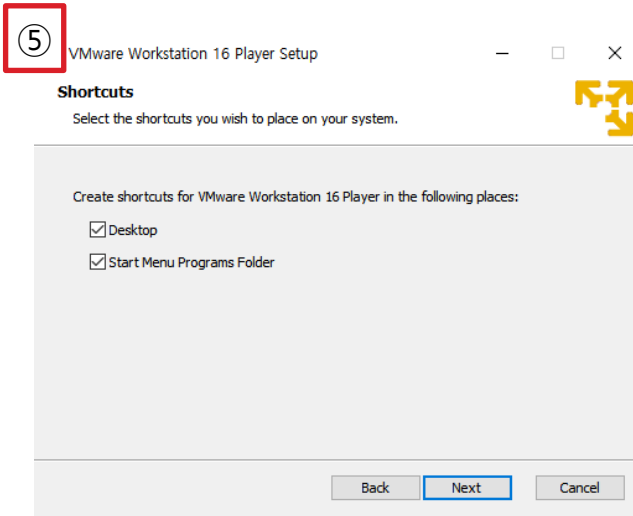 ⑤
VMware Workstation 16 Player Setup
Shortcuts
Select the shortcuts you wish to place on your system.
Create shortcuts for VMware Workstation 16 Player in the following places:
Desktop
Start Menu Programs Folder
Back Next Cancel